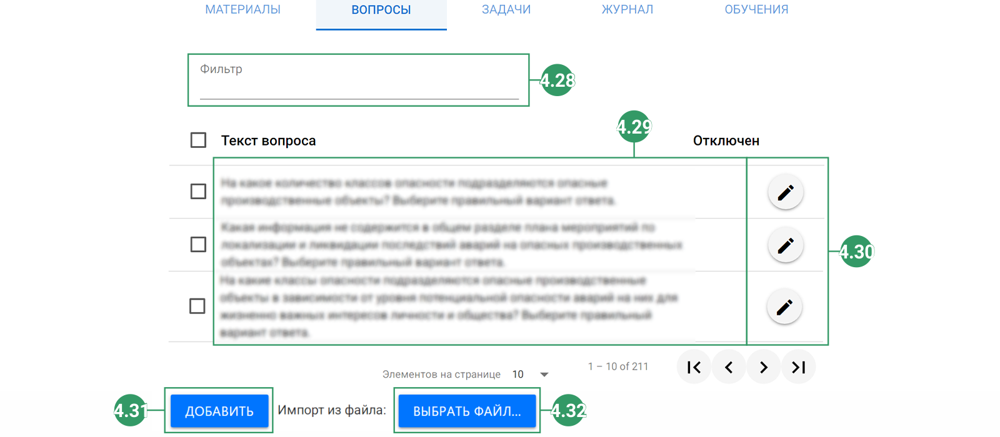 МАТЕРИАЛЫ ВОПРОСЫ ЗАДАЧИ ЖУРНАЛ ОБУЧЕНИЯ
Фильтр
4.28
4.29
Текст вопроса Отключен
На какое количество классов опасности подразделяются опасные
производственные объекты? Выберите правильный вариант ответа.
Какая информация не содержится в общем разделе плана мероприятий по
локализации и ликвидации последствий аварий на опасных производственных
объектах? Выберите правильный вариант ответа.
4.30
На какие классы опасности подразделяются опасные производственные
объекты в зависимости от уровня потенциальной опасности аварий на них для
жизненно важных интересов личности и общества? Выберите правильный
вариант ответа.
Элементов на странице 10 1 – 10 of 211
4.31 ДОБАВИТЬ Импорт из файла: ВЫБРАТЬ ФАЙЛ... 4.32